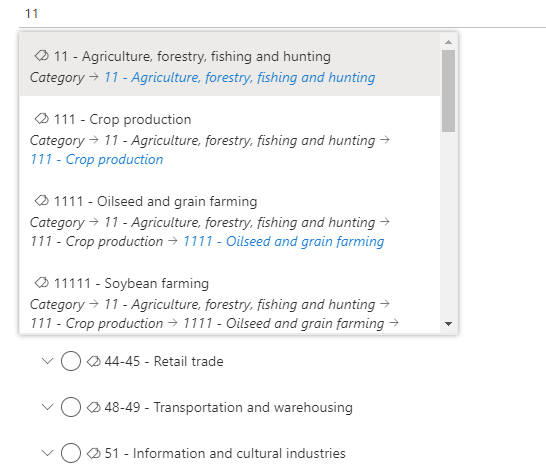 11
11 - Agriculture, forestry, fishing and hunting
Category → 11 - Agriculture, forestry, fishing and hunting
111 - Crop production
Category → 11 - Agriculture, forestry, fishing and hunting →
111 - Crop production
1111 - Oilseed and grain farming
Category → 11 - Agriculture, forestry, fishing and hunting →
111 - Crop production → 1111 - Oilseed and grain farming
11111 - Soybean farming
Category → 11 - Agriculture, forestry, fishing and hunting →
111 - Crop production → 1111 - Oilseed and grain farming →
44-45 - Retail trade
48-49 - Transportation and warehousing
51 - Information and cultural industries